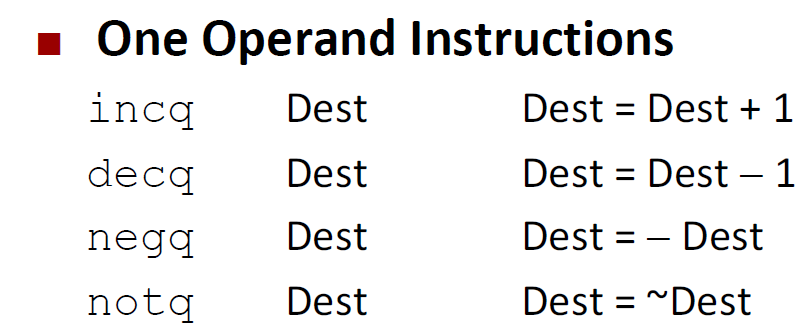 ■ One Operand Instructions
incq Dest Dest = Dest + 1
decq Dest Dest = Dest − 1
negq Dest Dest = − Dest
notq Dest Dest = ~Dest